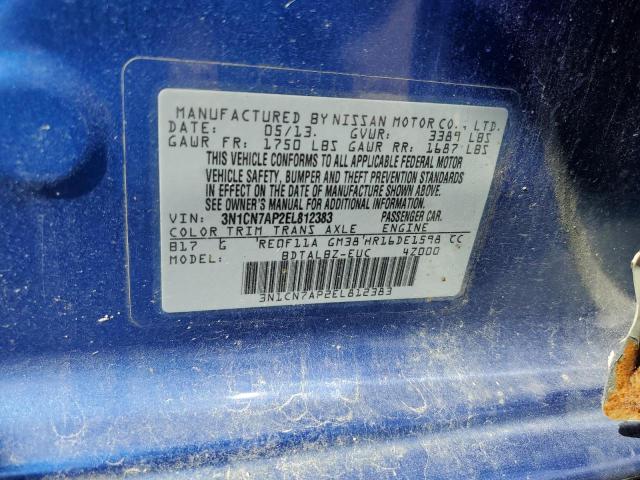 MANUFACTURED BY NISSAN MOTOR CO., LTD.
DATE: 05/13. GVWR: 3389 LBS
GAWR FR: 1750 LBS GAWR RR: 1687 LBS
THIS VEHICLE CONFORMS TO ALL APPLICABLE FEDERAL MOTOR
VEHICLE SAFETY, BUMPER AND THEFT PREVENTION STANDARDS
IN EFFECT ON THE DATE OF MANUFACTURE SHOWN ABOVE.
SEE OWNER'S MANUAL FOR ADDITIONAL INFORMATION.
VIN: 3N1CN7AP2EL812383 PASSENGER CAR.
COLOR TRIM TRANS AXLE ENGINE
B17 G RE0F11A GM38 HR16DE1598 CC
MODEL: BDTALBZ-EUC 4Z000
3N1CN7AP2EL812383